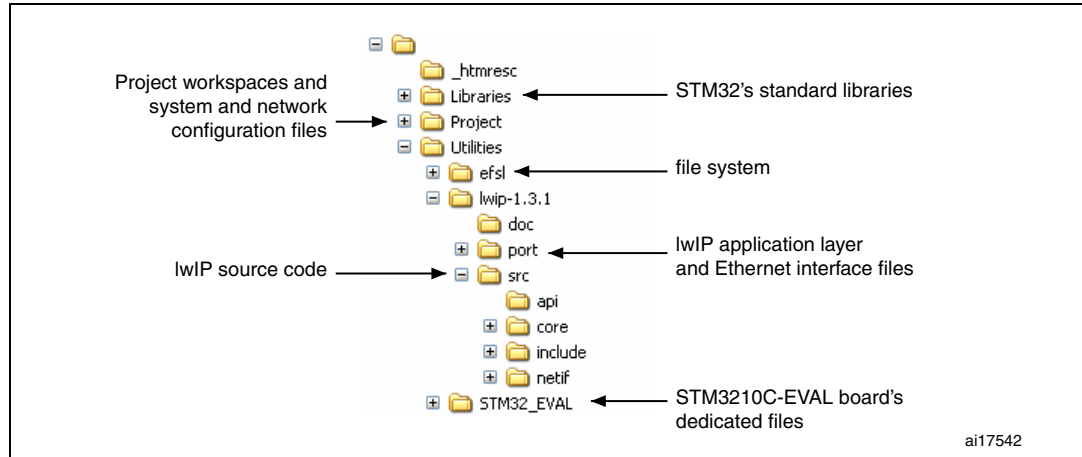 _htmresc
Project workspaces and
system and network
configuration files
Libraries
STM32's standard libraries
Project
Utilities
efsl
file system
lwip-1.3.1
doc
port
lwIP application layer
and Ethernet interface files
lwIP source code
src
api
core
include
netif
STM32_EVAL
STM3210C-EVAL board's
dedicated files
ai17542